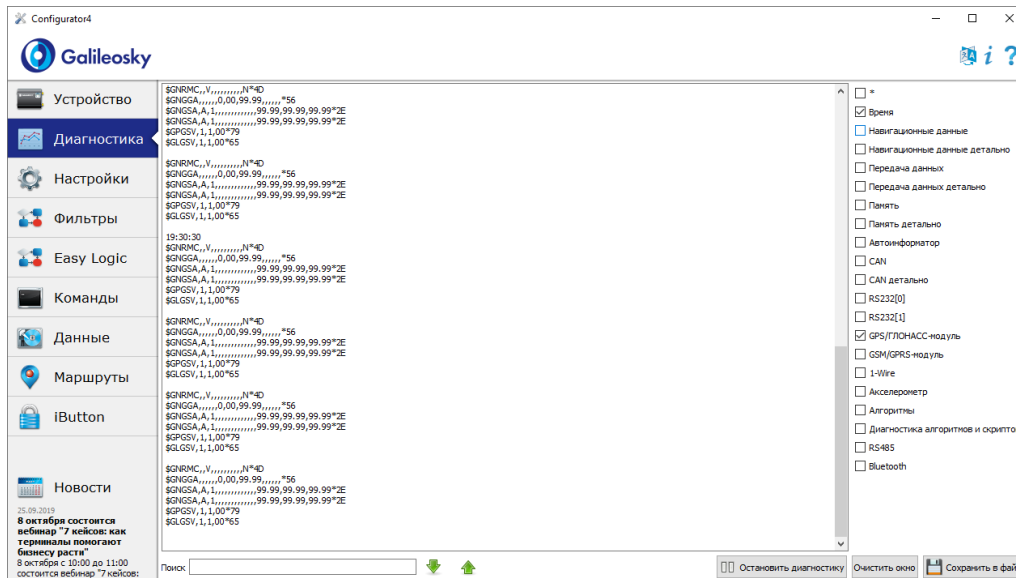 Configurator4
Galileosky
Устройство
Диагностика
Настройки
Фильтры
Easy Logic
Команды
Данные
Маршруты
iButton
Новости
25.09.2019
8 октября состоится
вебинар "7 кейсов: как
терминалы помогают
бизнесу расти"
8 октября с 10:00 до 11:00
состоится вебинар "7 кейсов:
$GNRMC,,V,,,,,,,,,,N*4D
$GNGGA,,,,,,0,00,99.99,,,,,,*56
$GNGSA,A,1,,,,,,,,,,,,,99.99,99.99,99.99*2E
$GNGSA,A,1,,,,,,,,,,,,,99.99,99.99,99.99*2E
$GPGSV,1,1,00*79
$GLGSV,1,1,00*65
$GNRMC,,V,,,,,,,,,,N*4D
$GNGGA,,,,,,0,00,99.99,,,,,,*56
$GNGSA,A,1,,,,,,,,,,,,,99.99,99.99,99.99*2E
$GNGSA,A,1,,,,,,,,,,,,,99.99,99.99,99.99*2E
$GPGSV,1,1,00*79
$GLGSV,1,1,00*65
19:30:30
$GNRMC,,V,,,,,,,,,,N*4D
$GNGGA,,,,,,0,00,99.99,,,,,,*56
$GNGSA,A,1,,,,,,,,,,,,,99.99,99.99,99.99*2E
$GNGSA,A,1,,,,,,,,,,,,,99.99,99.99,99.99*2E
$GPGSV,1,1,00*79
$GLGSV,1,1,00*65
$GNRMC,,V,,,,,,,,,,N*4D
$GNGGA,,,,,,0,00,99.99,,,,,,*56
$GNGSA,A,1,,,,,,,,,,,,,99.99,99.99,99.99*2E
$GNGSA,A,1,,,,,,,,,,,,,99.99,99.99,99.99*2E
$GPGSV,1,1,00*79
$GLGSV,1,1,00*65
$GNRMC,,V,,,,,,,,,,N*4D
$GNGGA,,,,,,0,00,99.99,,,,,,*56
$GNGSA,A,1,,,,,,,,,,,,,99.99,99.99,99.99*2E
$GNGSA,A,1,,,,,,,,,,,,,99.99,99.99,99.99*2E
$GPGSV,1,1,00*79
$GLGSV,1,1,00*65
$GNRMC,,V,,,,,,,,,,N*4D
$GNGGA,,,,,,0,00,99.99,,,,,,*56
$GNGSA,A,1,,,,,,,,,,,,,99.99,99.99,99.99*2E
$GNGSA,A,1,,,,,,,,,,,,,99.99,99.99,99.99*2E
$GPGSV,1,1,00*79
$GLGSV,1,1,00*65
*
Время
Навигационные данные
Навигационные данные детально
Передача данных
Передача данных детально
Память
Память детально
Автоинформатор
CAN
CAN детально
RS232[0]
RS232[1]
GPS/ГЛОНАСС-модуль
GSM/GPRS-модуль
1-Wire
Акселерометр
Алгоритмы
Диагностика алгоритмов и скрипто
RS485
Bluetooth
Поиск
Остановить диагностику
Очистить окно
Сохранить в фай